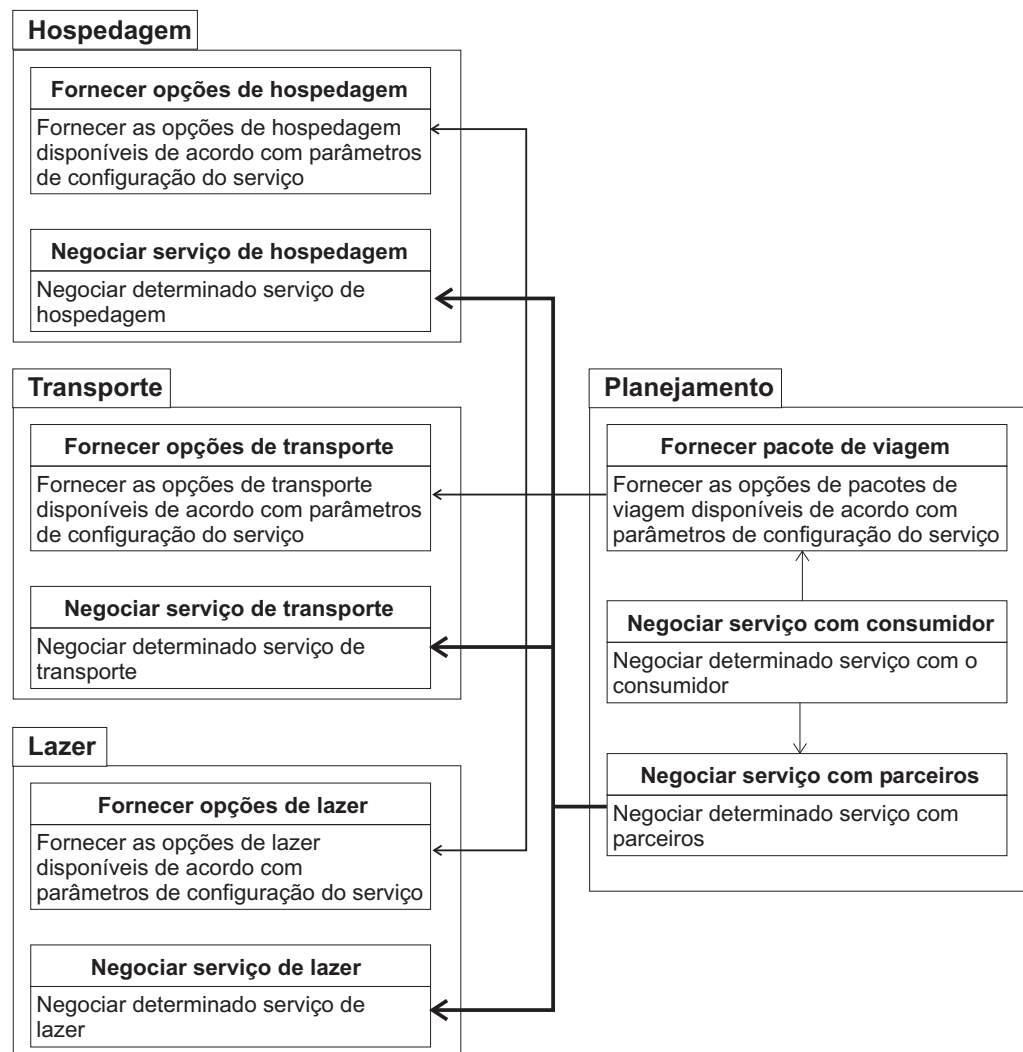 Hospedagem
Fornecer opções de hospedagem
Fornecer as opções de hospedagem
disponíveis de acordo com parâmetros
de configuração do serviço
Negociar serviço de hospedagem
Negociar determinado serviço de
hospedagem
Transporte
Fornecer opções de transporte
Fornecer as opções de transporte
disponíveis de acordo com parâmetros
de configuração do serviço
Negociar serviço de transporte
Negociar determinado serviço de
transporte
Lazer
Fornecer opções de lazer
Fornecer as opções de lazer
disponíveis de acordo com
parâmetros de configuração do serviço
Negociar serviço de lazer
Negociar determinado serviço de
lazer
Planejamento
Fornecer pacote de viagem
Fornecer as opções de pacotes de
viagem disponíveis de acordo com
parâmetros de configuração do serviço
Negociar serviço com consumidor
Negociar determinado serviço com o
consumidor
Negociar serviço com parceiros
Negociar determinado serviço com
parceiros